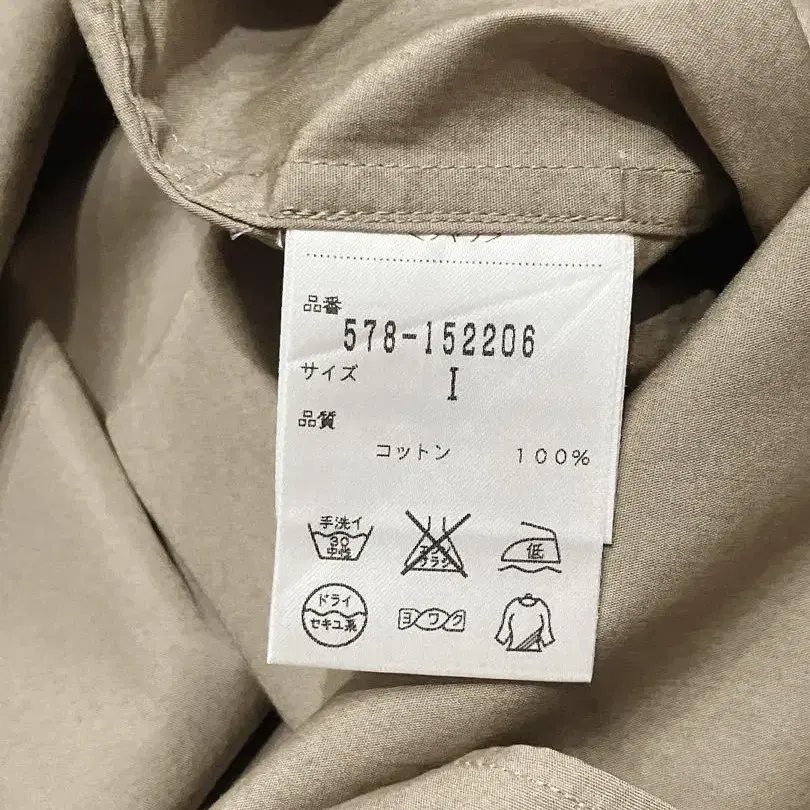 品番
578-152206
サイズ
I
品質
コットン 100%
手洗イ
30
中性
低
ドライ
セキユ系
ヨワク